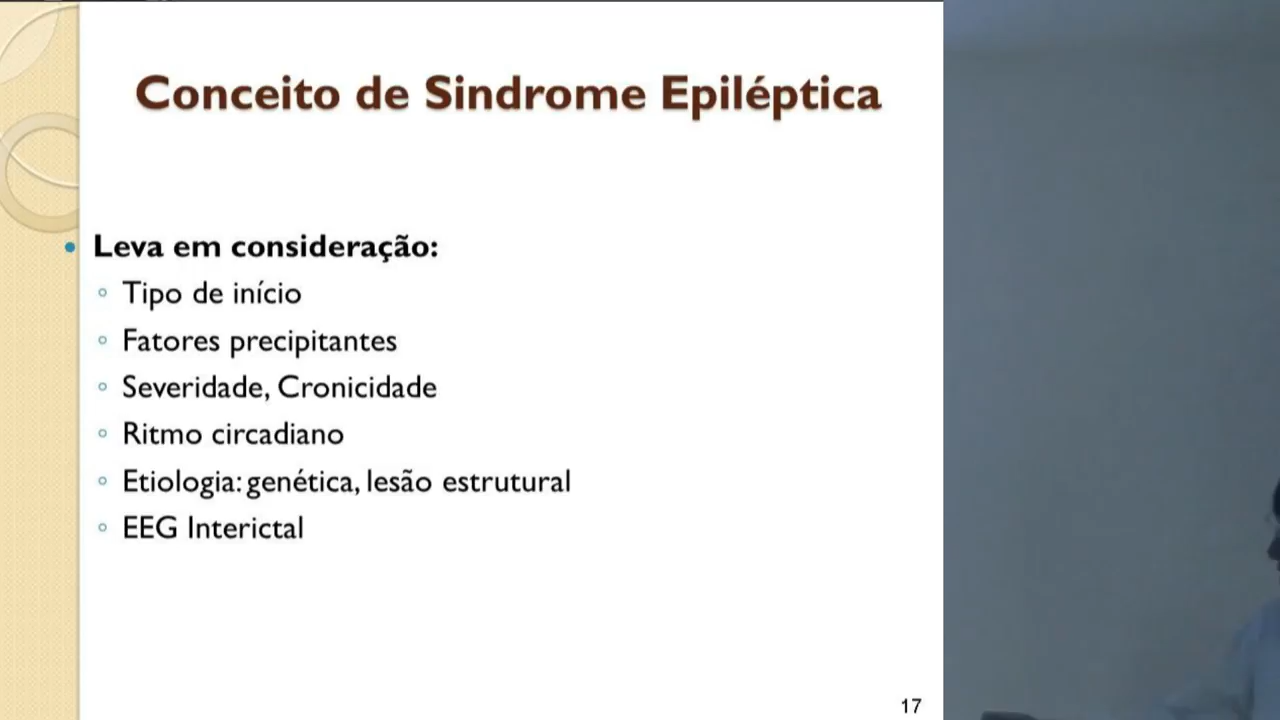 Conceito de Sindrome Epiléptica
Leva em consideração:
Tipo de início
Fatores precipitantes
Severidade, Cronicidade
Ritmo circadiano
Etiologia: genética, lesão estrutural
EEG Interictal
17